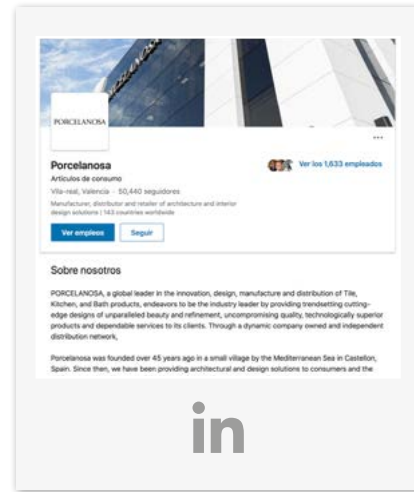 PORCELANOSA
PORCELANOSA
...
Porcelanosa
Ver los 1,633 empleados
Artículos de consumo
Vila-real, Valencia · 50,440 seguidores
Manufacturer, distributor and retailer of architecture and interior
design solutions | 143 countries worldwide
Ver empleos
Seguir
Sobre nosotros
PORCELANOSA, a global leader in the innovation, design, manufacture and distribution of Tile,
Kitchen, and Bath products, endeavors to be the industry leader by providing trendsetting cutting-
edge designs of unparalleled beauty and refinement, uncompromising quality, technologically superior
products and dependable services to its clients. Through a dynamic company owned and independent
distribution network,
Porcelanosa was founded over 45 years ago in a small village by the Mediterranean Sea in Castellon,
Spain. Since then, we have been providing architectural and design solutions to consumers and the
in